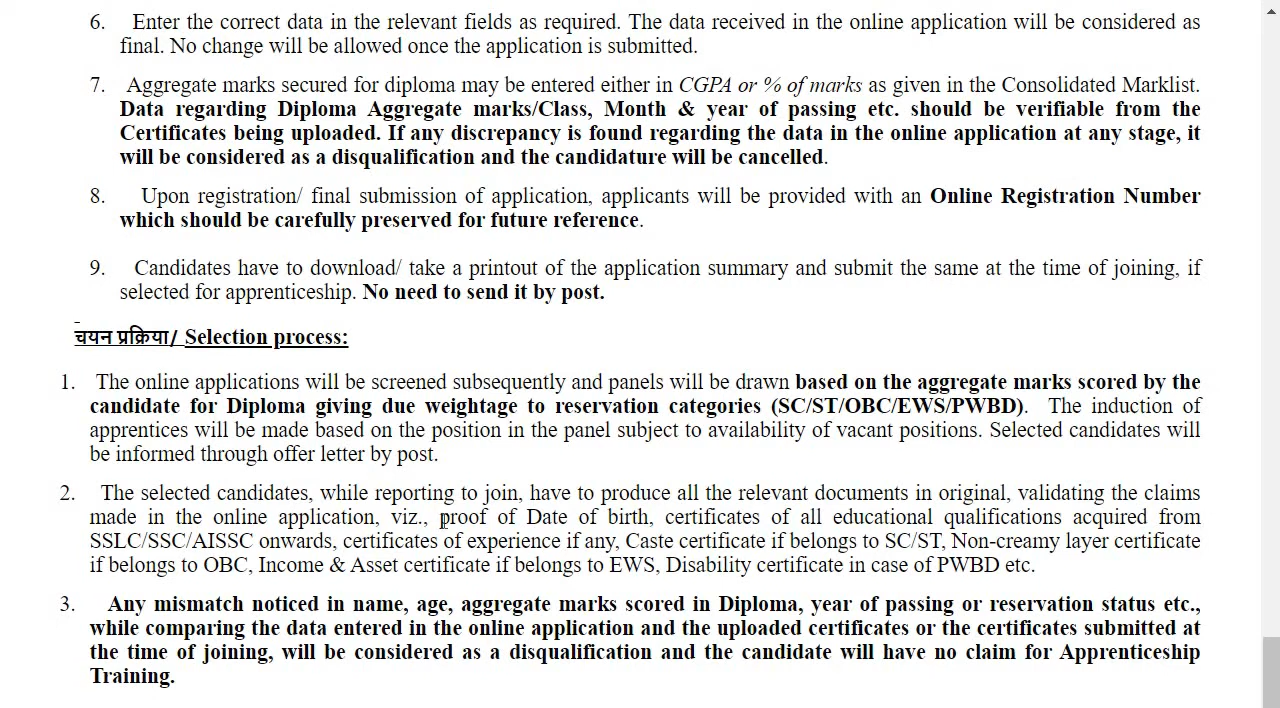 6. Enter the correct data in the relevant fields as required. The data received in the online application will be considered as
final. No change will be allowed once the application is submitted.
7. Aggregate marks secured for diploma may be entered either in CGPA or % of marks as given in the Consolidated Marklist.
Data regarding Diploma Aggregate marks/Class, Month & year of passing etc. should be verifiable from the
Certificates being uploaded. If any discrepancy is found regarding the data in the online application at any stage, it
will be considered as a disqualification and the candidature will be cancelled.
8. Upon registration/ final submission of application, applicants will be provided with an Online Registration Number
which should be carefully preserved for future reference.
9. Candidates have to download/ take a printout of the application summary and submit the same at the time of joining, if
selected for apprenticeship. No need to send it by post.
चयन प्रक्रिया/ Selection process:
1. The online applications will be screened subsequently and panels will be drawn based on the aggregate marks scored by the
candidate for Diploma giving due weightage to reservation categories (SC/ST/OBC/EWS/PWBD). The induction of
apprentices will be made based on the position in the panel subject to availability of vacant positions. Selected candidates will
be informed through offer letter by post.
2. The selected candidates, while reporting to join, have to produce all the relevant documents in original, validating the claims
made in the online application, viz., proof of Date of birth, certificates of all educational qualifications acquired from
SSLC/SSC/AISSC onwards, certificates of experience if any, Caste certificate if belongs to SC/ST, Non-creamy layer certificate
if belongs to OBC, Income & Asset certificate if belongs to EWS, Disability certificate in case of PWBD etc.
3. Any mismatch noticed in name, age, aggregate marks scored in Diploma, year of passing or reservation status etc.,
while comparing the data entered in the online application and the uploaded certificates or the certificates submitted at
the time of joining, will be considered as a disqualification and the candidate will have no claim for Apprenticeship
Training.